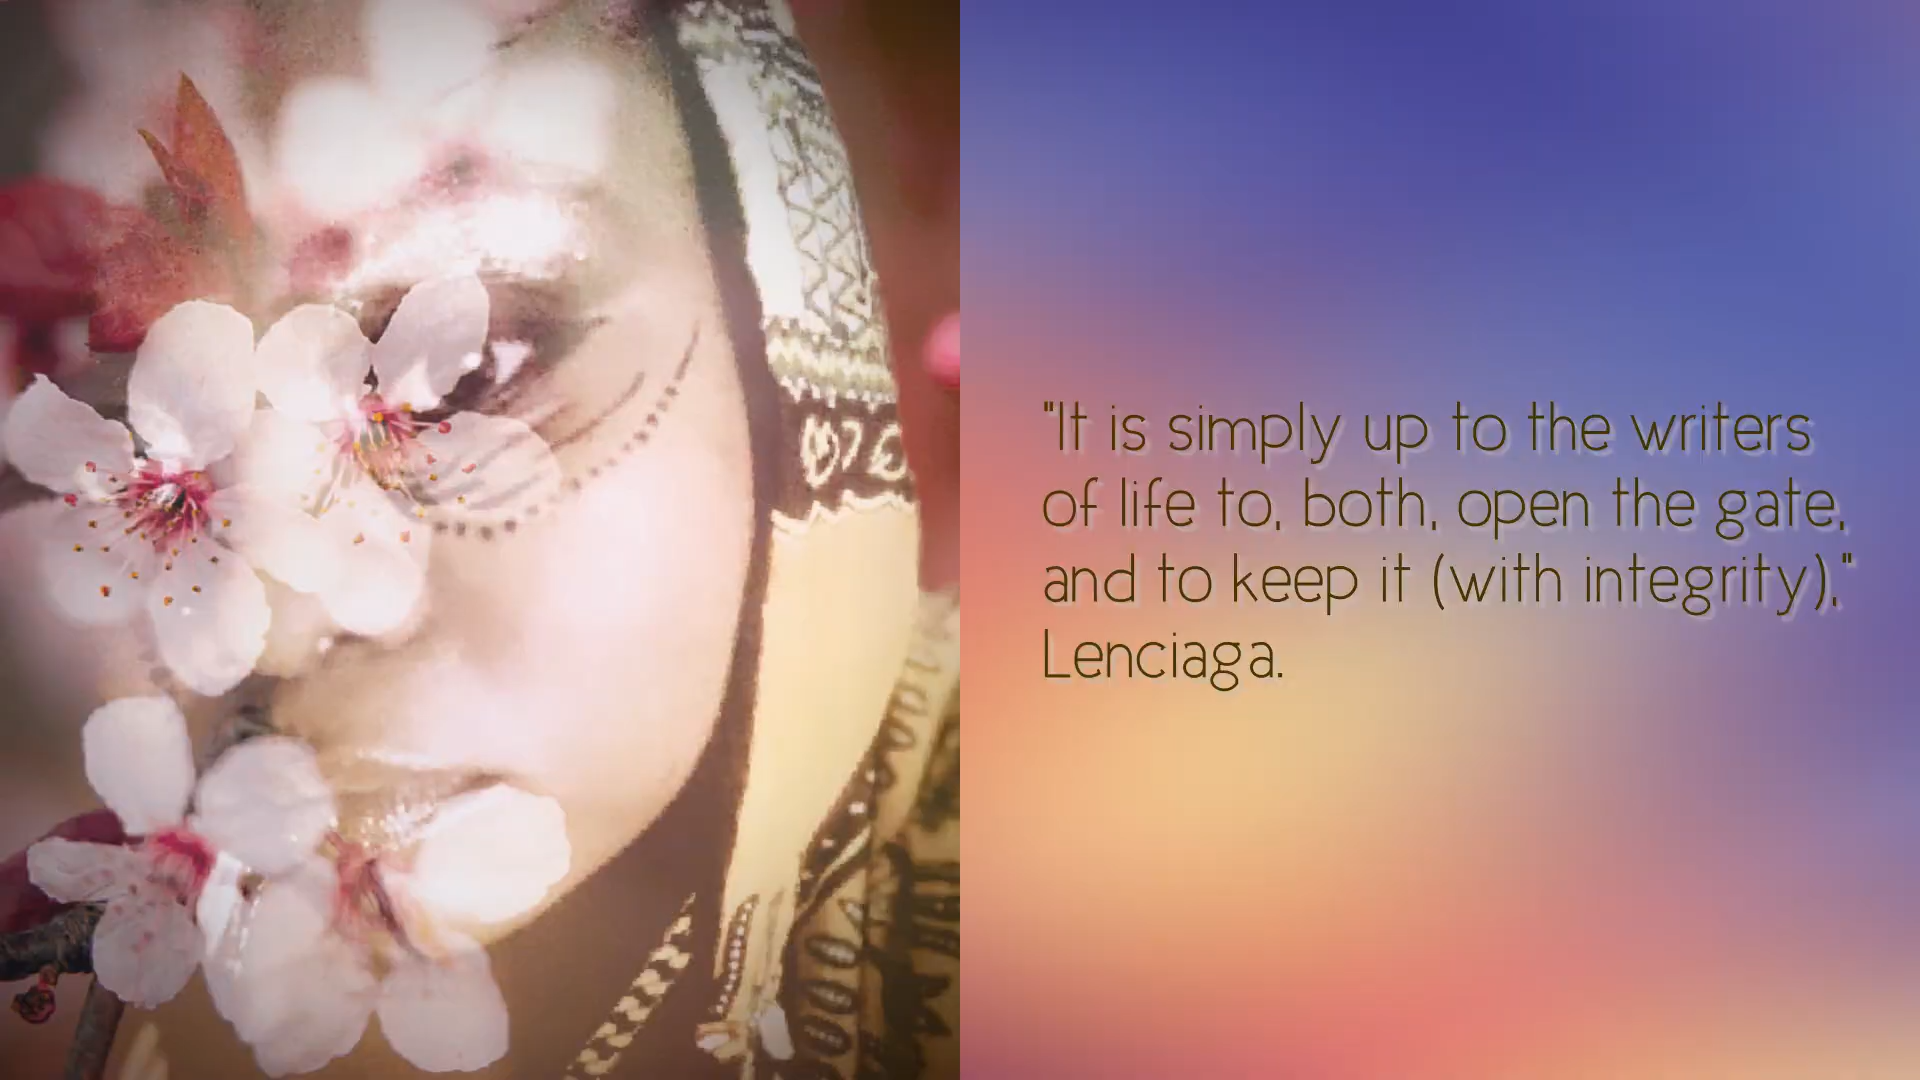 "It is simply up to the writers
of life to, both, open the gate,
and to keep it (with integrity),"
Lenciaga.